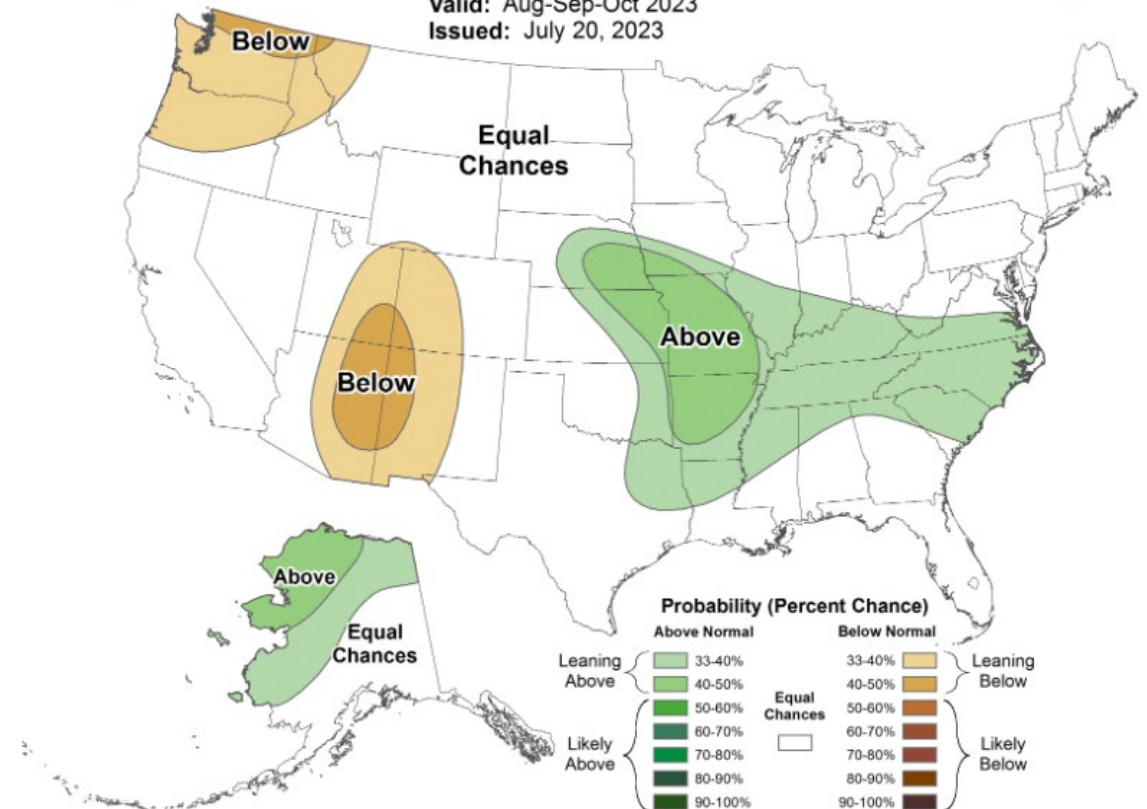 Valid: Aug-Sep-Oct 2023
Issued: July 20, 2023
Below
Equal
Chances
Above
Below
Above
Equal
Chances
Probability (Percent Chance)
Above Normal
Below Normal
Leaning
Above
33-40%
40-50%
50-60%
60-70%
70-80%
80-90%
90-100%
Likely
Above
Equal
Chances
33-40%
40-50%
50-60%
60-70%
70-80%
80-90%
90-100%
Leaning
Below
Likely
Below